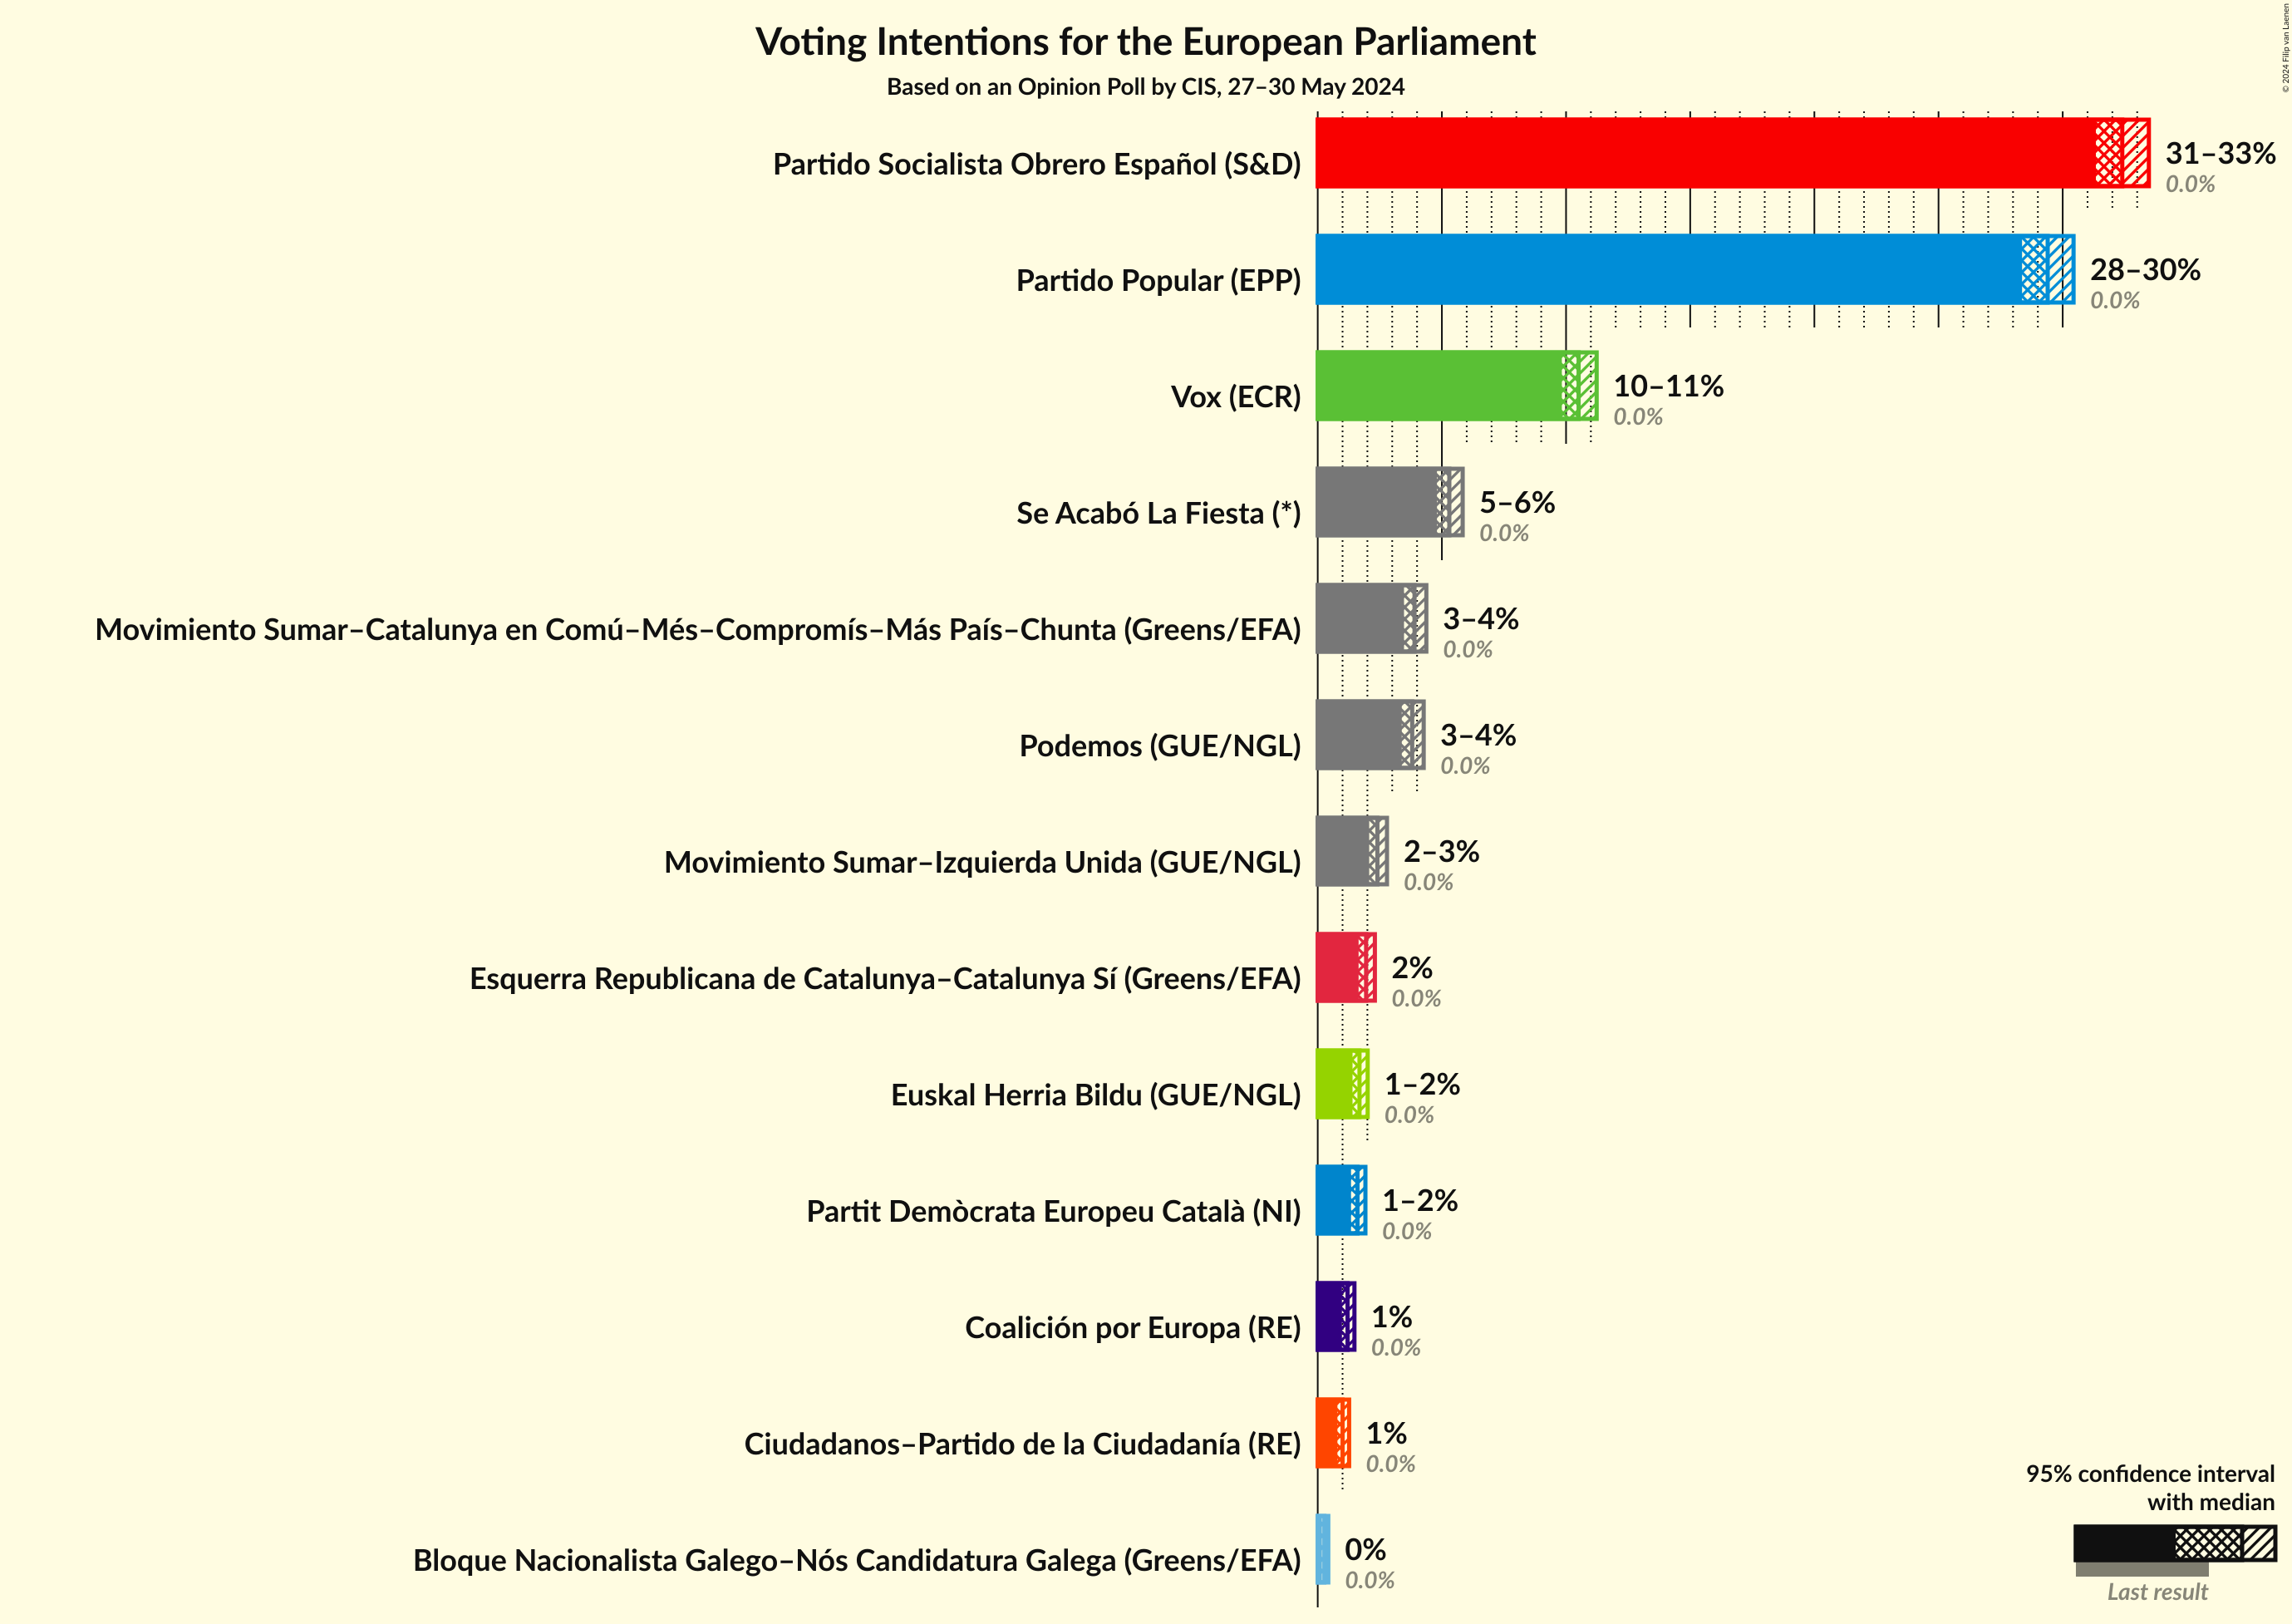 © 2024 Filip van Laenen
Voting Intentions for the European Parliament
Based on an Opinion Poll by CIS, 27–30 May 2024
Partido Socialista Obrero Español (S&D)
31–33%
0.0%
Partido Popular (EPP)
28–30%
0.0%
Vox (ECR)
10–11%
0.0%
Se Acabó La Fiesta (*)
5–6%
0.0%
Movimiento Sumar–Catalunya en Comú–Més–Compromís–Más País–Chunta (Greens/EFA)
3–4%
0.0%
Podemos (GUE/NGL)
3–4%
0.0%
Movimiento Sumar–Izquierda Unida (GUE/NGL)
2–3%
0.0%
Esquerra Republicana de Catalunya–Catalunya Sí (Greens/EFA)
2%
0.0%
Euskal Herria Bildu (GUE/NGL)
1–2%
0.0%
Partit Demòcrata Europeu Català (NI)
1–2%
0.0%
Coalición por Europa (RE)
1%
0.0%
Ciudadanos–Partido de la Ciudadanía (RE)
1%
0.0%
Bloque Nacionalista Galego–Nós Candidatura Galega (Greens/EFA)
0%
0.0%
95% confidence interval
with median
Last result